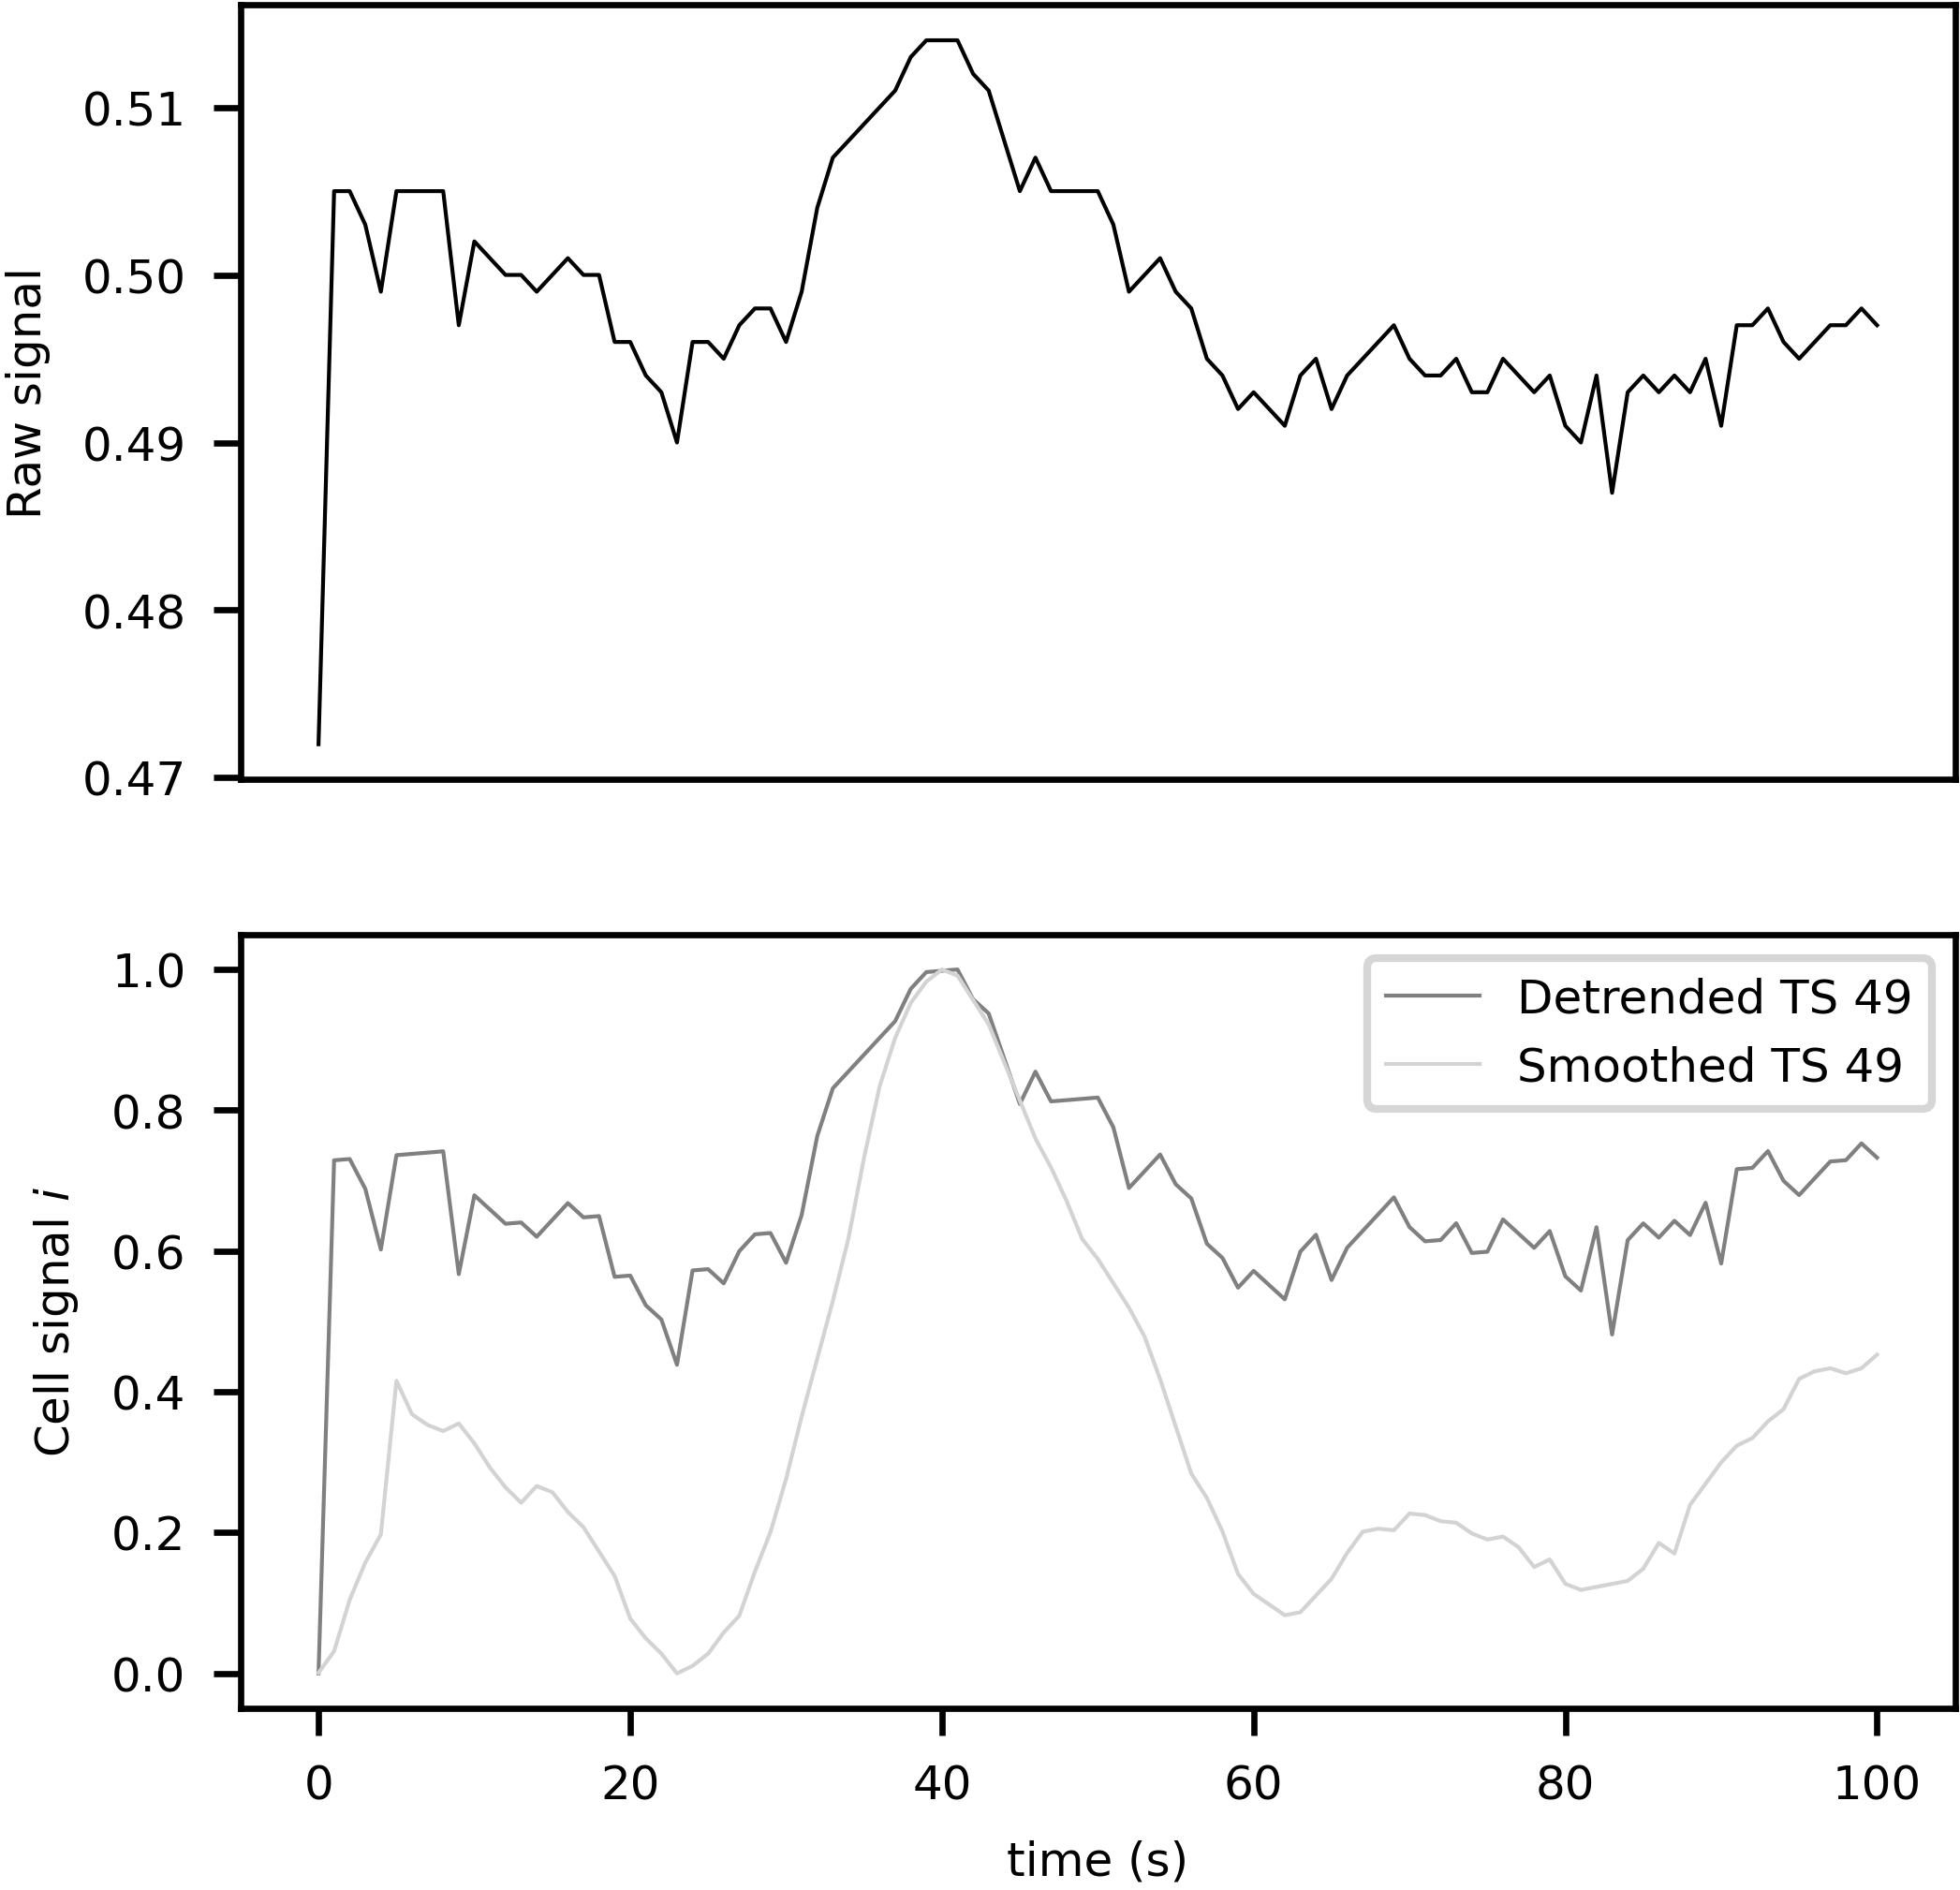 Raw signal
0.51
0.50
0.49
0.48
0.47
Cell signal i
1.0
0.8
0.6
0.4
0.2
0.0
Detrended TS 49
Smoothed TS 49
0 20 40 60 80 100
time (s)